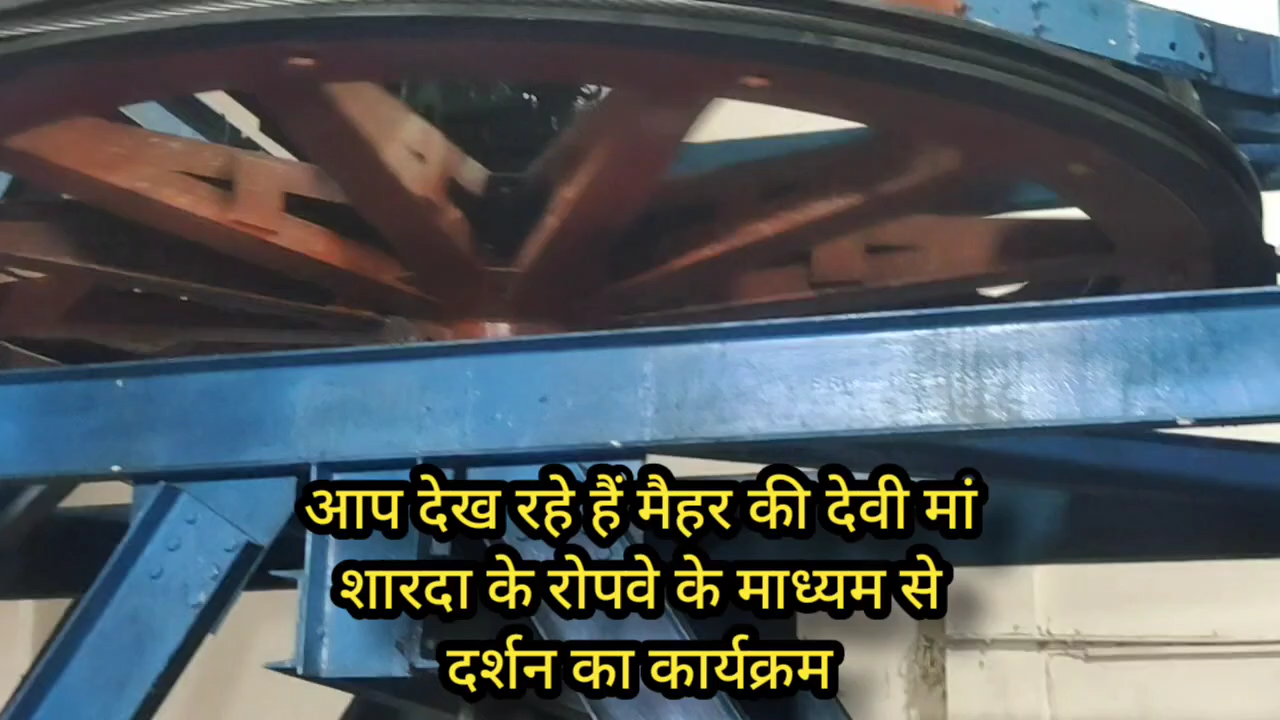 आप देख रहे हैं मैहर की देवी मां
शारदा के रोपवे के माध्यम से
दर्शन का कार्यक्रम